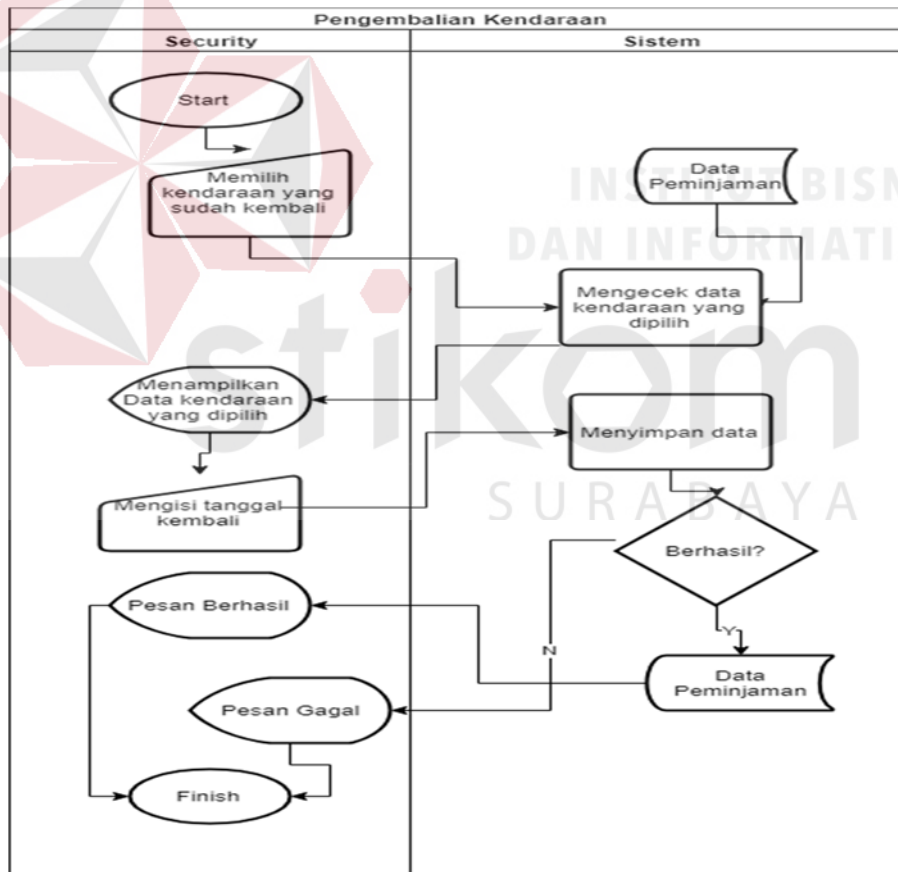 Pengembalian Kendaraan
Security
Sistem
Start
Memilih
kendaraan yang
sudah kembali
Data
Peminjaman
INSTITUT BISN
DAN INFORMATI
Mengecek data
kendaraan yang
dipilih
stikom
SURABAYA
Menampilkan
Data kendaraan
yang dipilih
Menyimpan data
Mengisi tanggal
kembali
Berhasil?
Pesan Berhasil
Y
N
Data
Peminjaman
Pesan Gagal
Finish